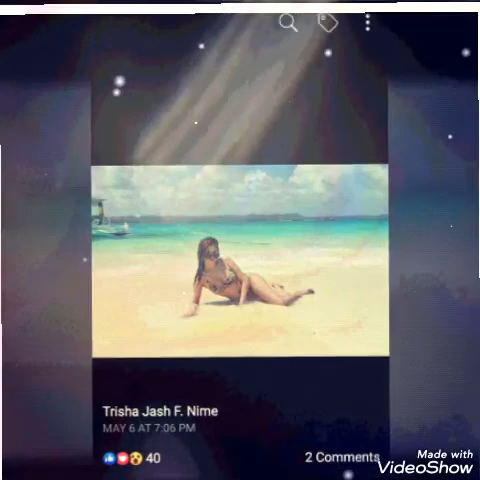 Trisha Jash F. Nime
MAY 6 AT 7:06 PM
40
2 Comments
Made with
VideoShow